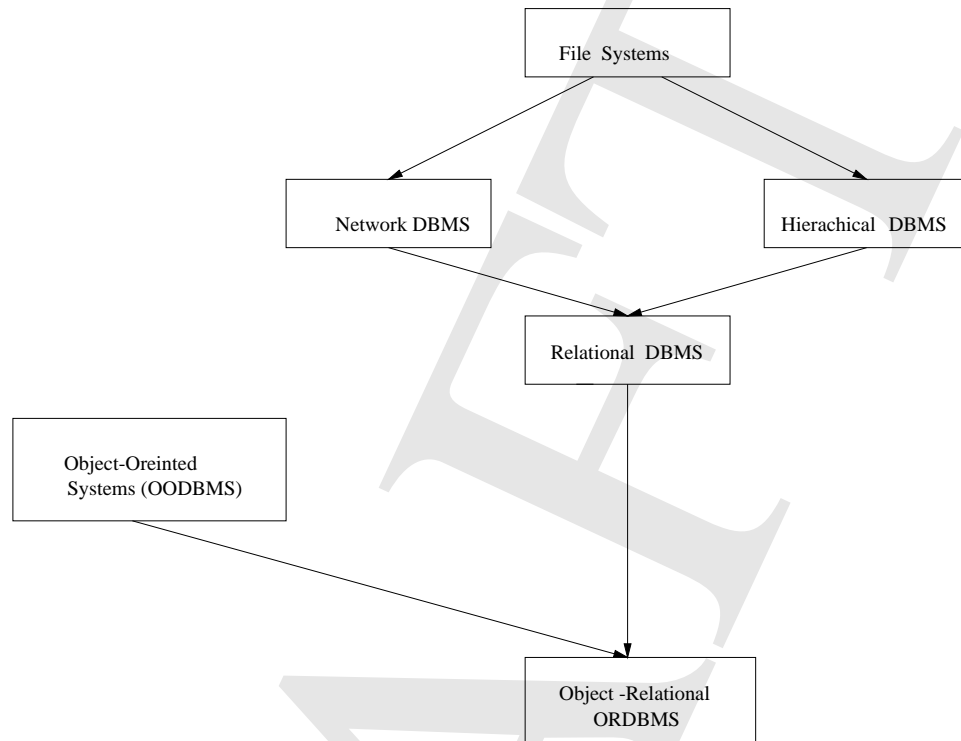 File Systems
Network DBMS
Hierachical DBMS
Relational DBMS
Object-Oreinted
Systems (OODBMS)
Object -Relational
ORDBMS